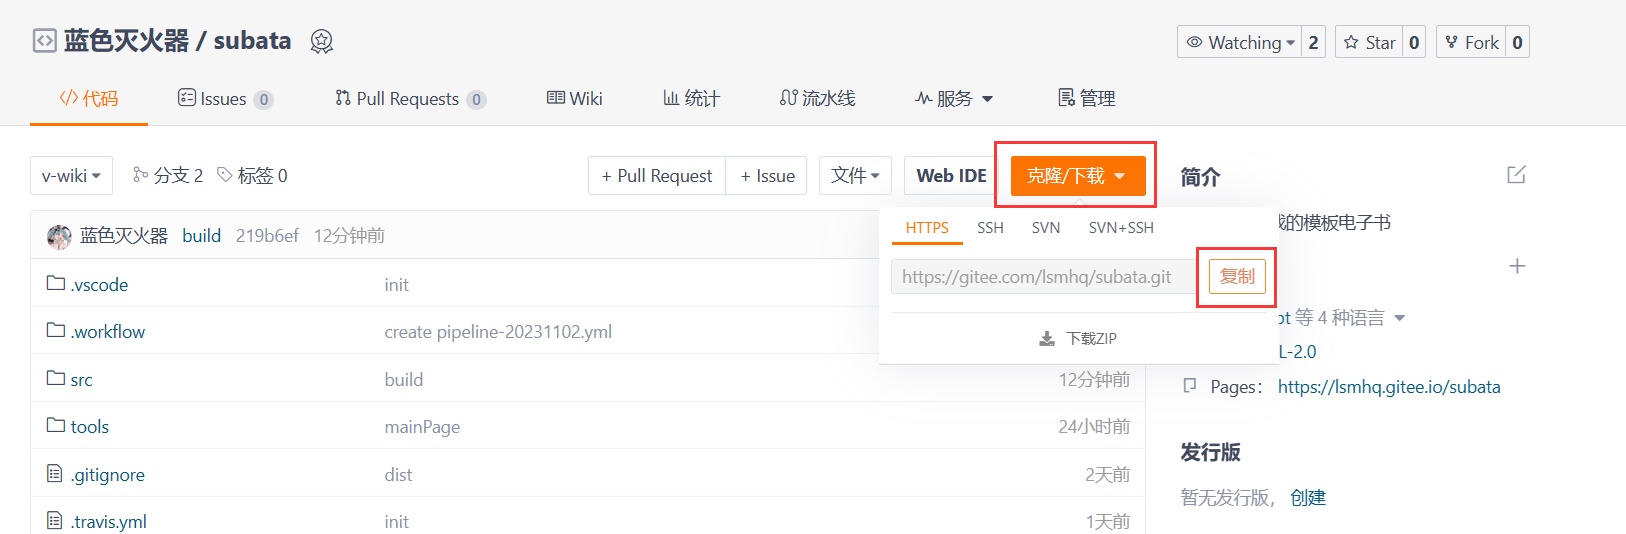 蓝色灭火器 / subata
Watching 2 Star 0 Fork 0
代码 Issues 0 Pull Requests 0 Wiki 统计 流水线 服务 管理
v-wiki 分支 2 标签 0 + Pull Request + Issue 文件 Web IDE 克隆/下载 简介
蓝色灭火器 build 219b6ef 12分钟前
HTTPS SSH SVN SVN+SSH
的模板电子书
https://gitee.com/lsmhq/subata.git 复制
.vscode init
.workflow create pipeline-20231102.yml
pt 等 4 种语言
下载ZIP
L-2.0
src build 12分钟前
Pages： https://lsmhq.gitee.io/subata
tools mainPage 24小时前
发行版
.gitignore dist 2天前
暂无发行版，创建
.travis.yml init 1天前